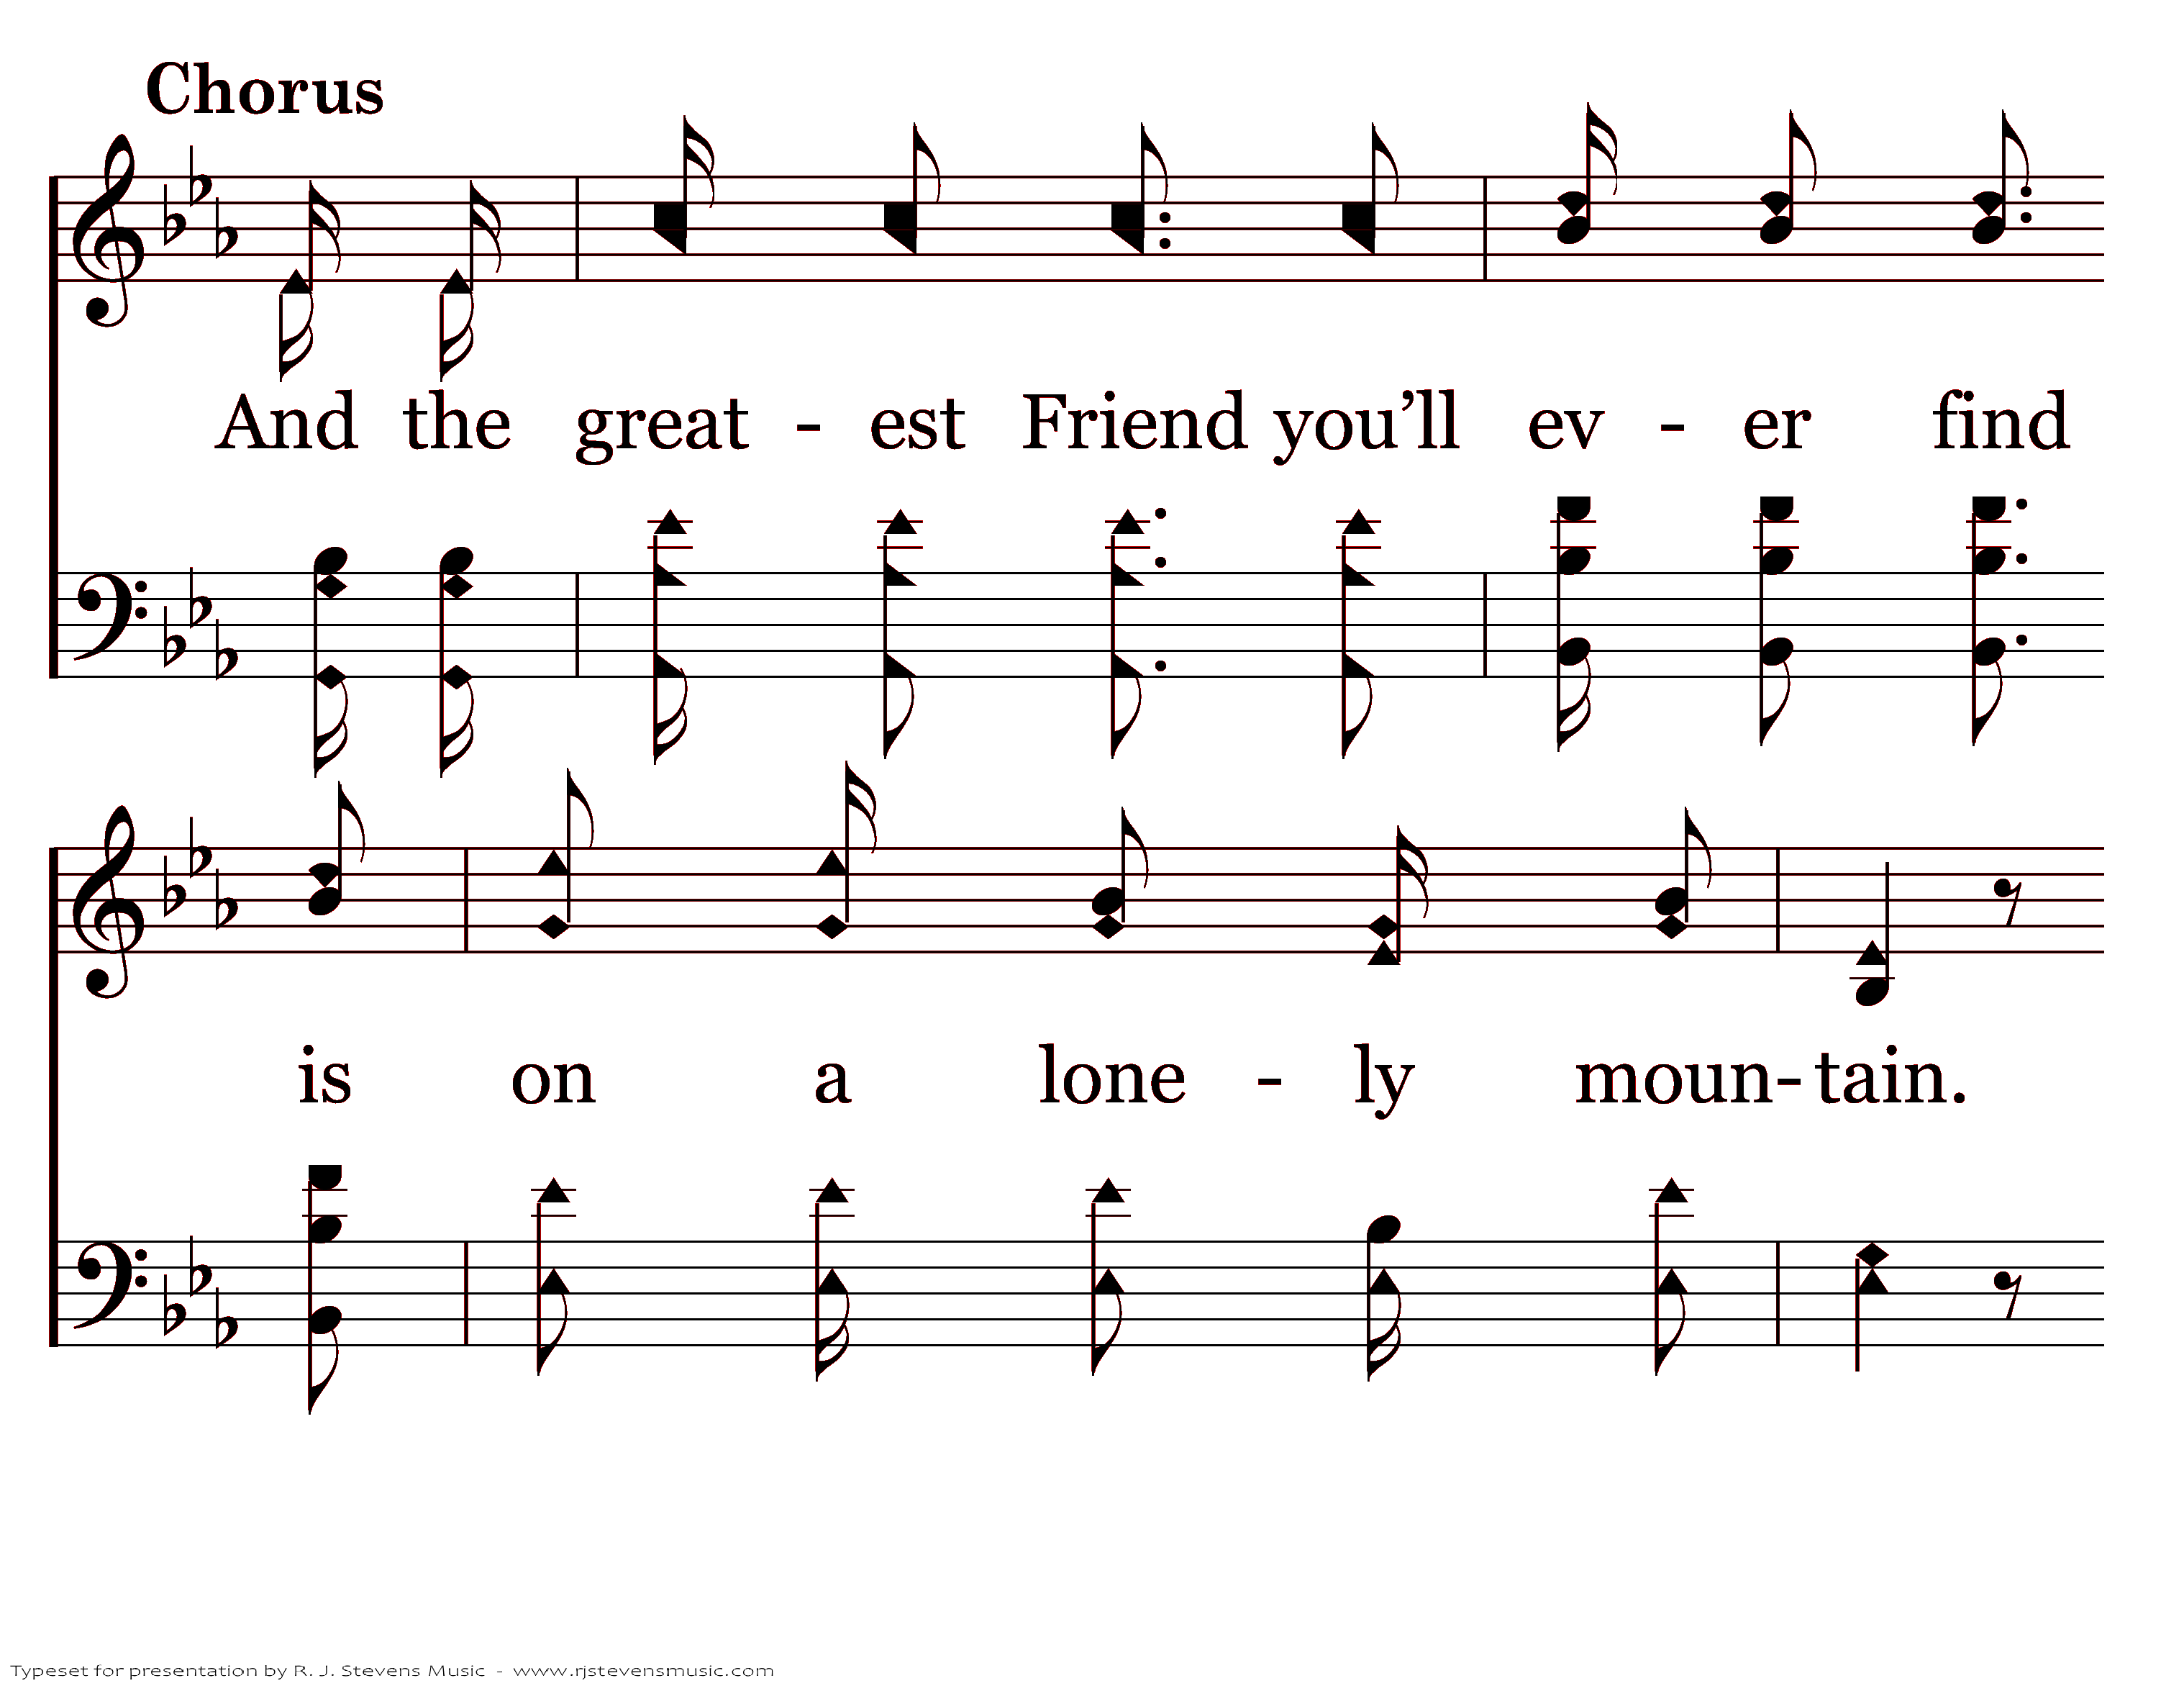 Chorus
And the great - est Friend you’ll ev - er find
is on a lone - ly moun-tain.
Typeset for presentation by R. J. Stevens Music - www.rjstevensmusic.com